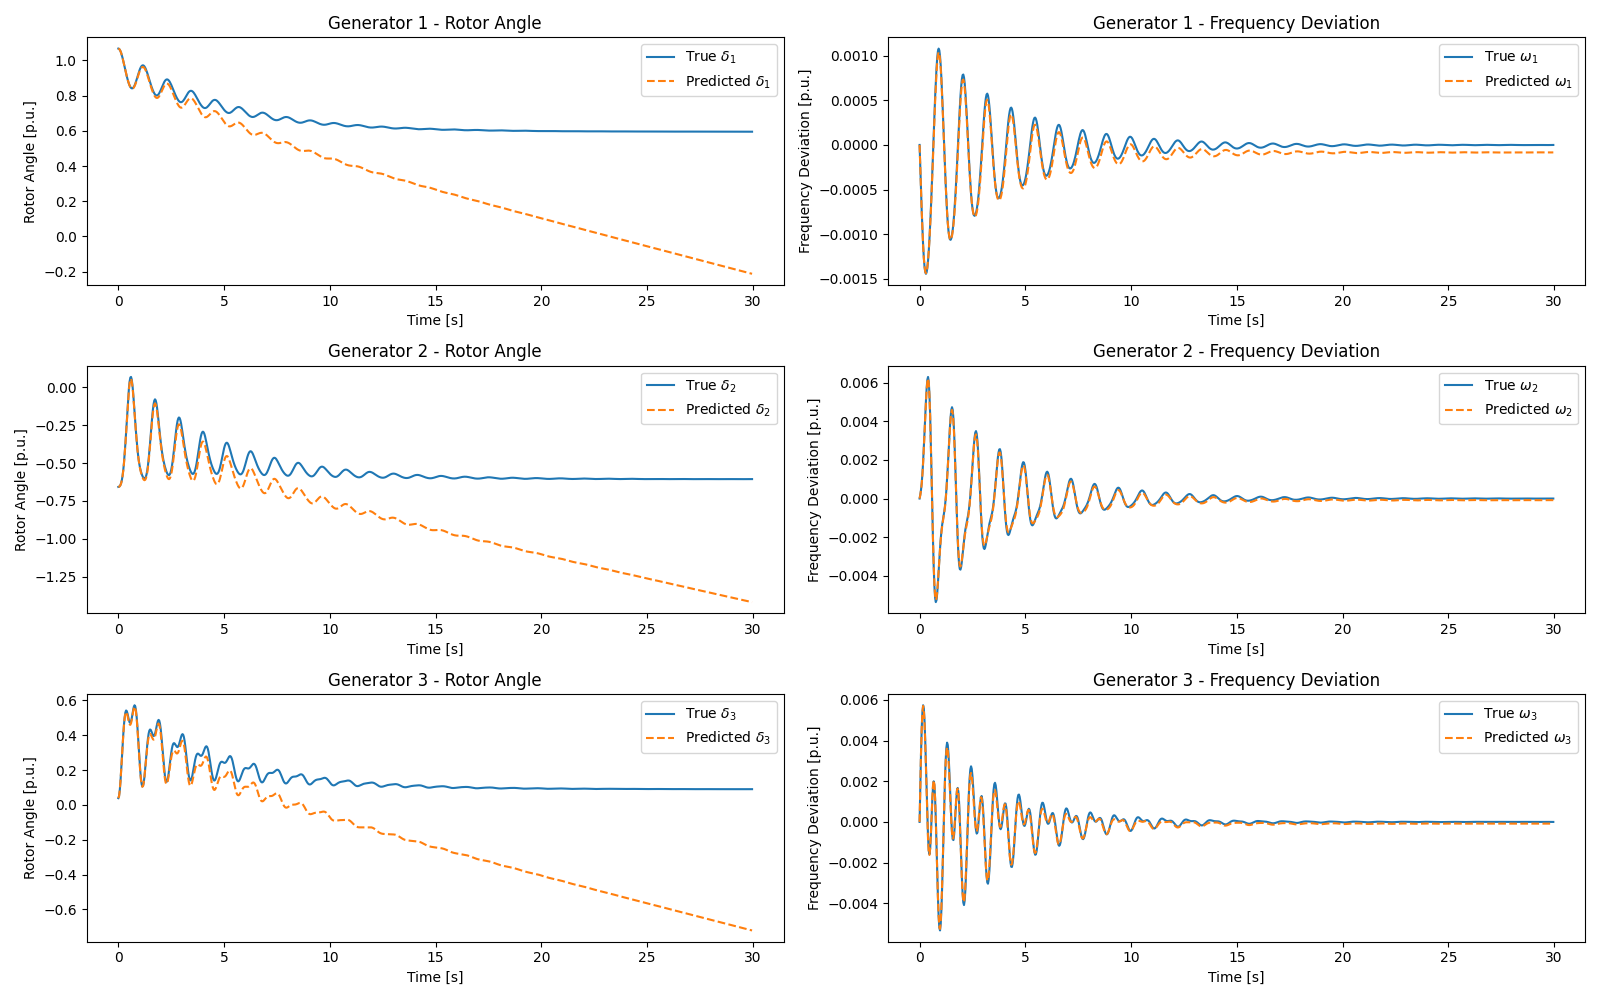 Generator 1 - Rotor Angle
Rotor Angle [p.u.]
1.0
0.8
0.6
0.4
0.2
0.0
−0.2
True δ1
Predicted δ1
0 5 10 15 20 25 30
Time [s]
Generator 1 - Frequency Deviation
Frequency Deviation [p.u.]
0.0010
0.0005
0.0000
−0.0005
−0.0010
−0.0015
True ω1
Predicted ω1
0 5 10 15 20 25 30
Time [s]
Generator 2 - Rotor Angle
Rotor Angle [p.u.]
0.00
−0.25
−0.50
−0.75
−1.00
−1.25
True δ2
Predicted δ2
0 5 10 15 20 25 30
Time [s]
Generator 2 - Frequency Deviation
Frequency Deviation [p.u.]
0.006
0.004
0.002
0.000
−0.002
−0.004
True ω2
Predicted ω2
0 5 10 15 20 25 30
Time [s]
Generator 3 - Rotor Angle
Rotor Angle [p.u.]
0.6
0.4
0.2
0.0
−0.2
−0.4
−0.6
True δ3
Predicted δ3
0 5 10 15 20 25 30
Time [s]
Generator 3 - Frequency Deviation
Frequency Deviation [p.u.]
0.006
0.004
0.002
0.000
−0.002
−0.004
True ω3
Predicted ω3
0 5 10 15 20 25 30
Time [s]